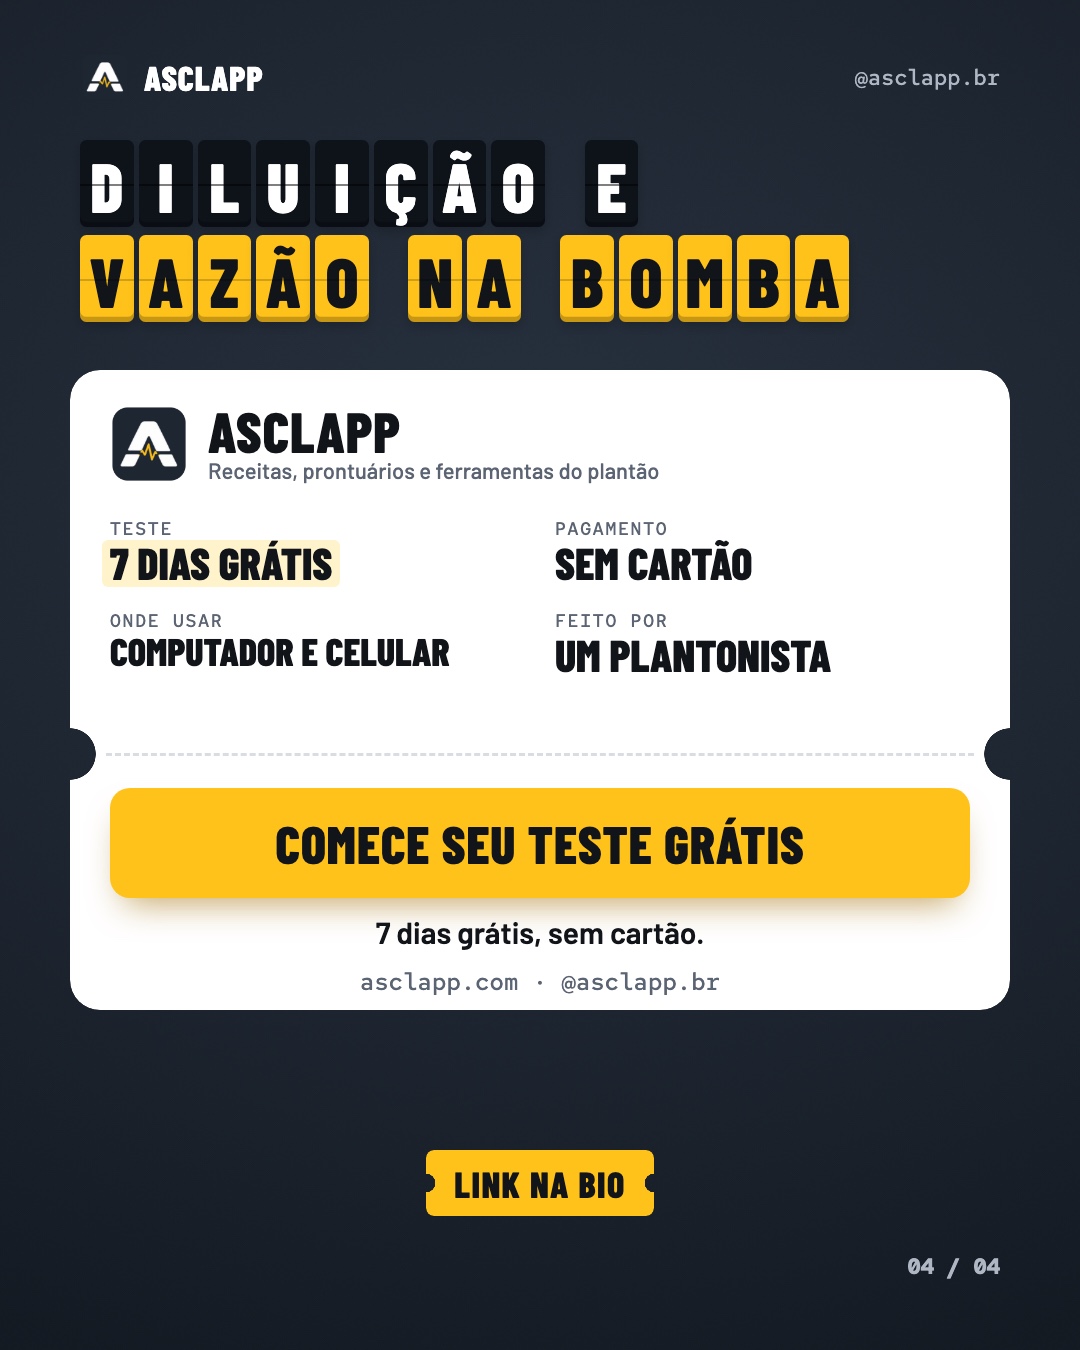 ASCLAPP
@asclapp.br
DILUIÇÃO E
VAZÃO NA BOMBA
ASCLAPP
Receitas, prontuários e ferramentas do plantão
TESTE
7 DIAS GRÁTIS
PAGAMENTO
SEM CARTÃO
ONDE USAR
COMPUTADOR E CELULAR
FEITO POR
UM PLANTONISTA
COMECE SEU TESTE GRÁTIS
7 dias grátis, sem cartão.
asclapp.com · @asclapp.br
LINK NA BIO
04 / 04